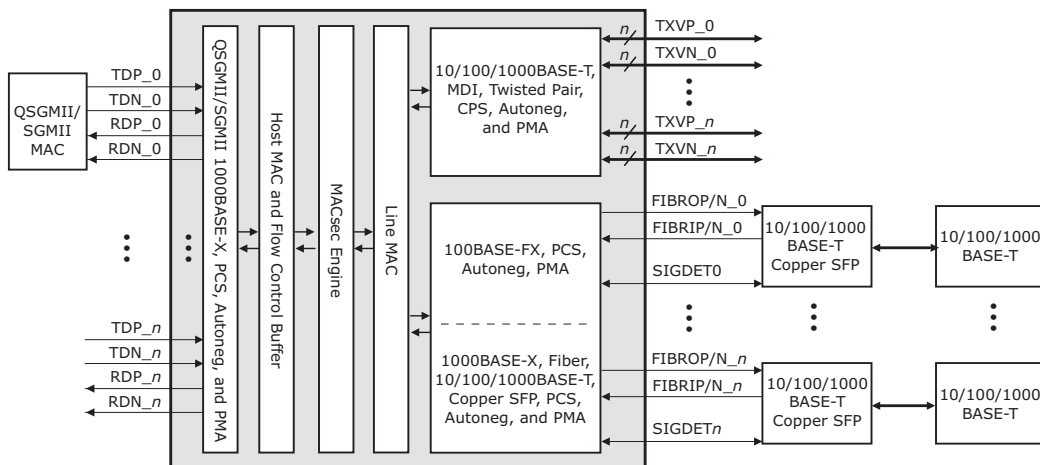 QSGMII/
SGMII
MAC
TDP_0
TDN_0
RDP_0
RDN_0
TDP_n
TDN_n
RDP_n
RDN_n
QSGMII/SGMII 1000BASE-X, PCS, Autoneg, and PMA
Host MAC and Flow Control Buffer
MACsec Engine
Line MAC
10/100/1000BASE-T,
MDI, Twisted Pair,
CPS, Autoneg,
and PMA
n
TXVP_0
n
TXVN_0
n
TXVP_n
n
TXVN_n
100BASE-FX, PCS,
Autoneg, PMA
1000BASE-X, Fiber,
10/100/1000BASE-T,
Copper SFP, PCS,
Autoneg, and PMA
FIBROP/N_0
FIBRIP/N_0
SIGDET0
10/100/1000
BASE-T
Copper SFP
10/100/1000
BASE-T
FIBROP/N_n
FIBRIP/N_n
SIGDETn
10/100/1000
BASE-T
Copper SFP
10/100/1000
BASE-T